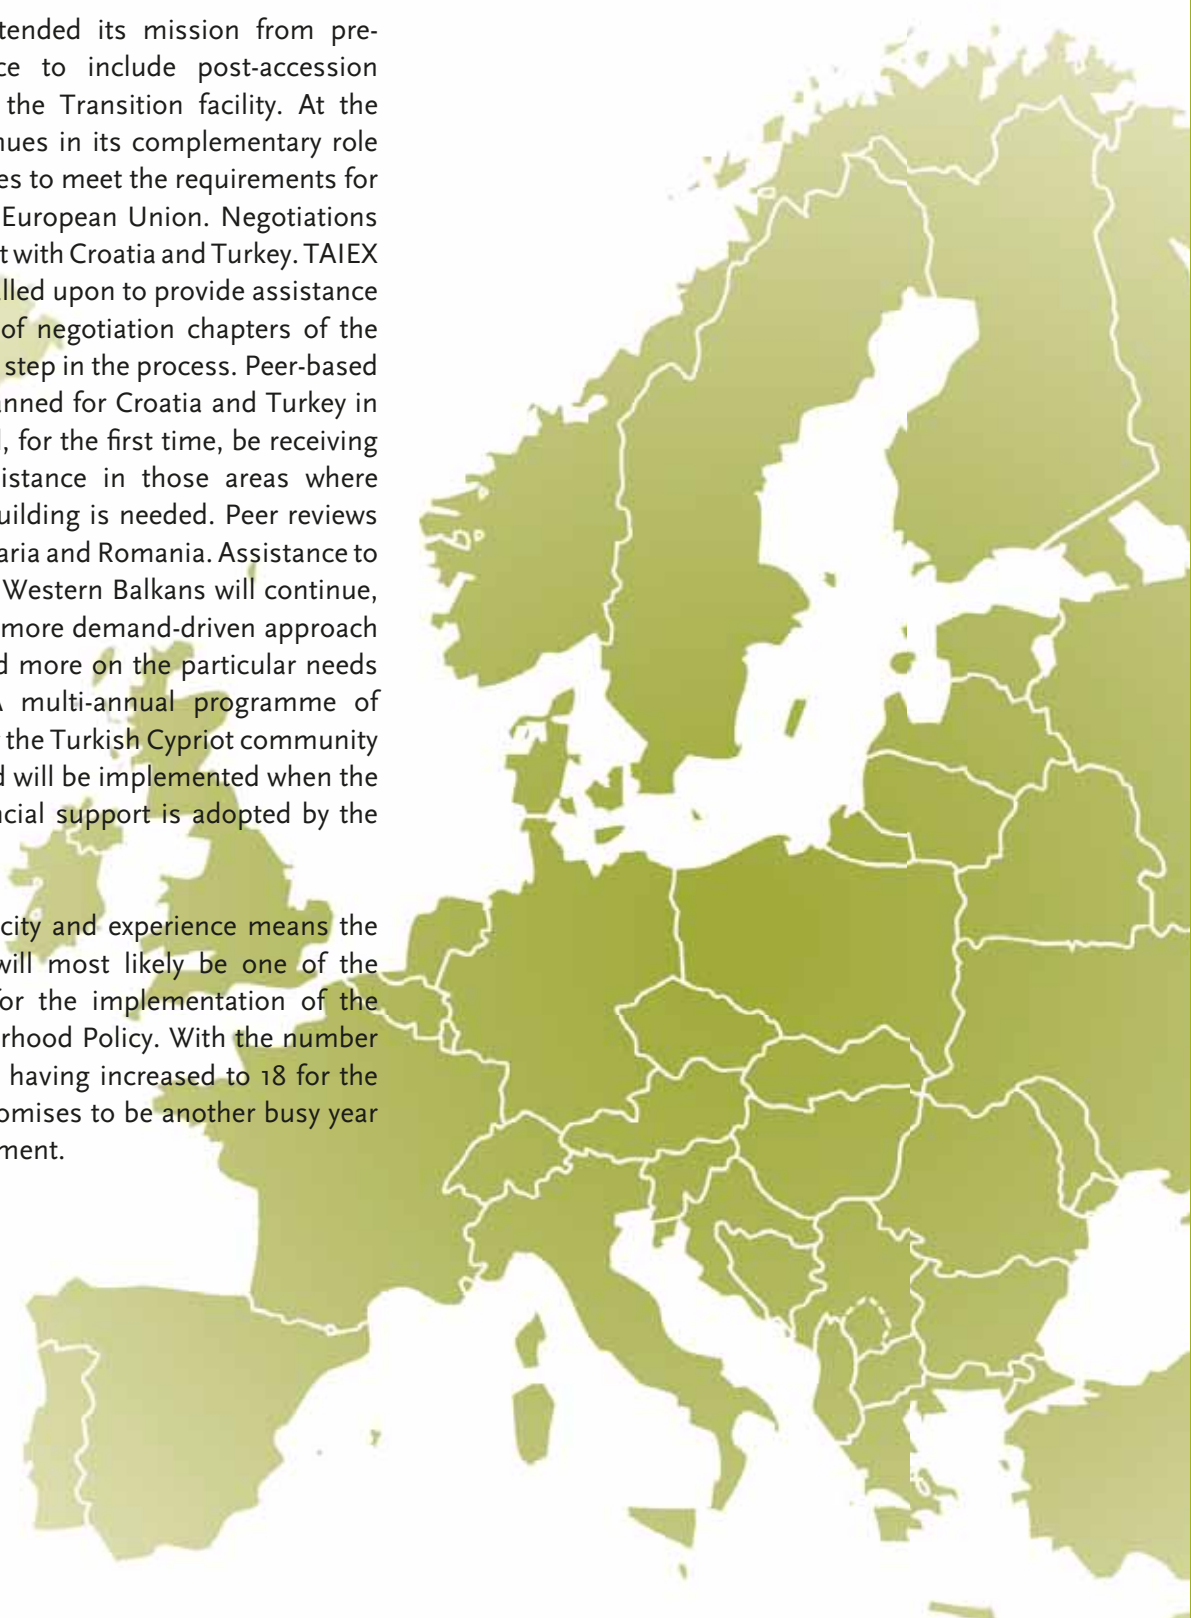 tended its mission from pre-
ce to include post-accession
the Transition facility. At the
nues in its complementary role
es to meet the requirements for
European Union. Negotiations
t with Croatia and Turkey. TAIEX
lled upon to provide assistance
of negotiation chapters of the
step in the process. Peer-based
anned for Croatia and Turkey in
, for the first time, be receiving
istance in those areas where
uilding is needed. Peer reviews
aria and Romania. Assistance to
Western Balkans will continue,
more demand-driven approach
d more on the particular needs
multi-annual programme of
the Turkish Cypriot community
d will be implemented when the
ncial support is adopted by the
city and experience means the
will most likely be one of the
for the implementation of the
rhood Policy. With the number
having increased to 18 for the
omises to be another busy year
ment.